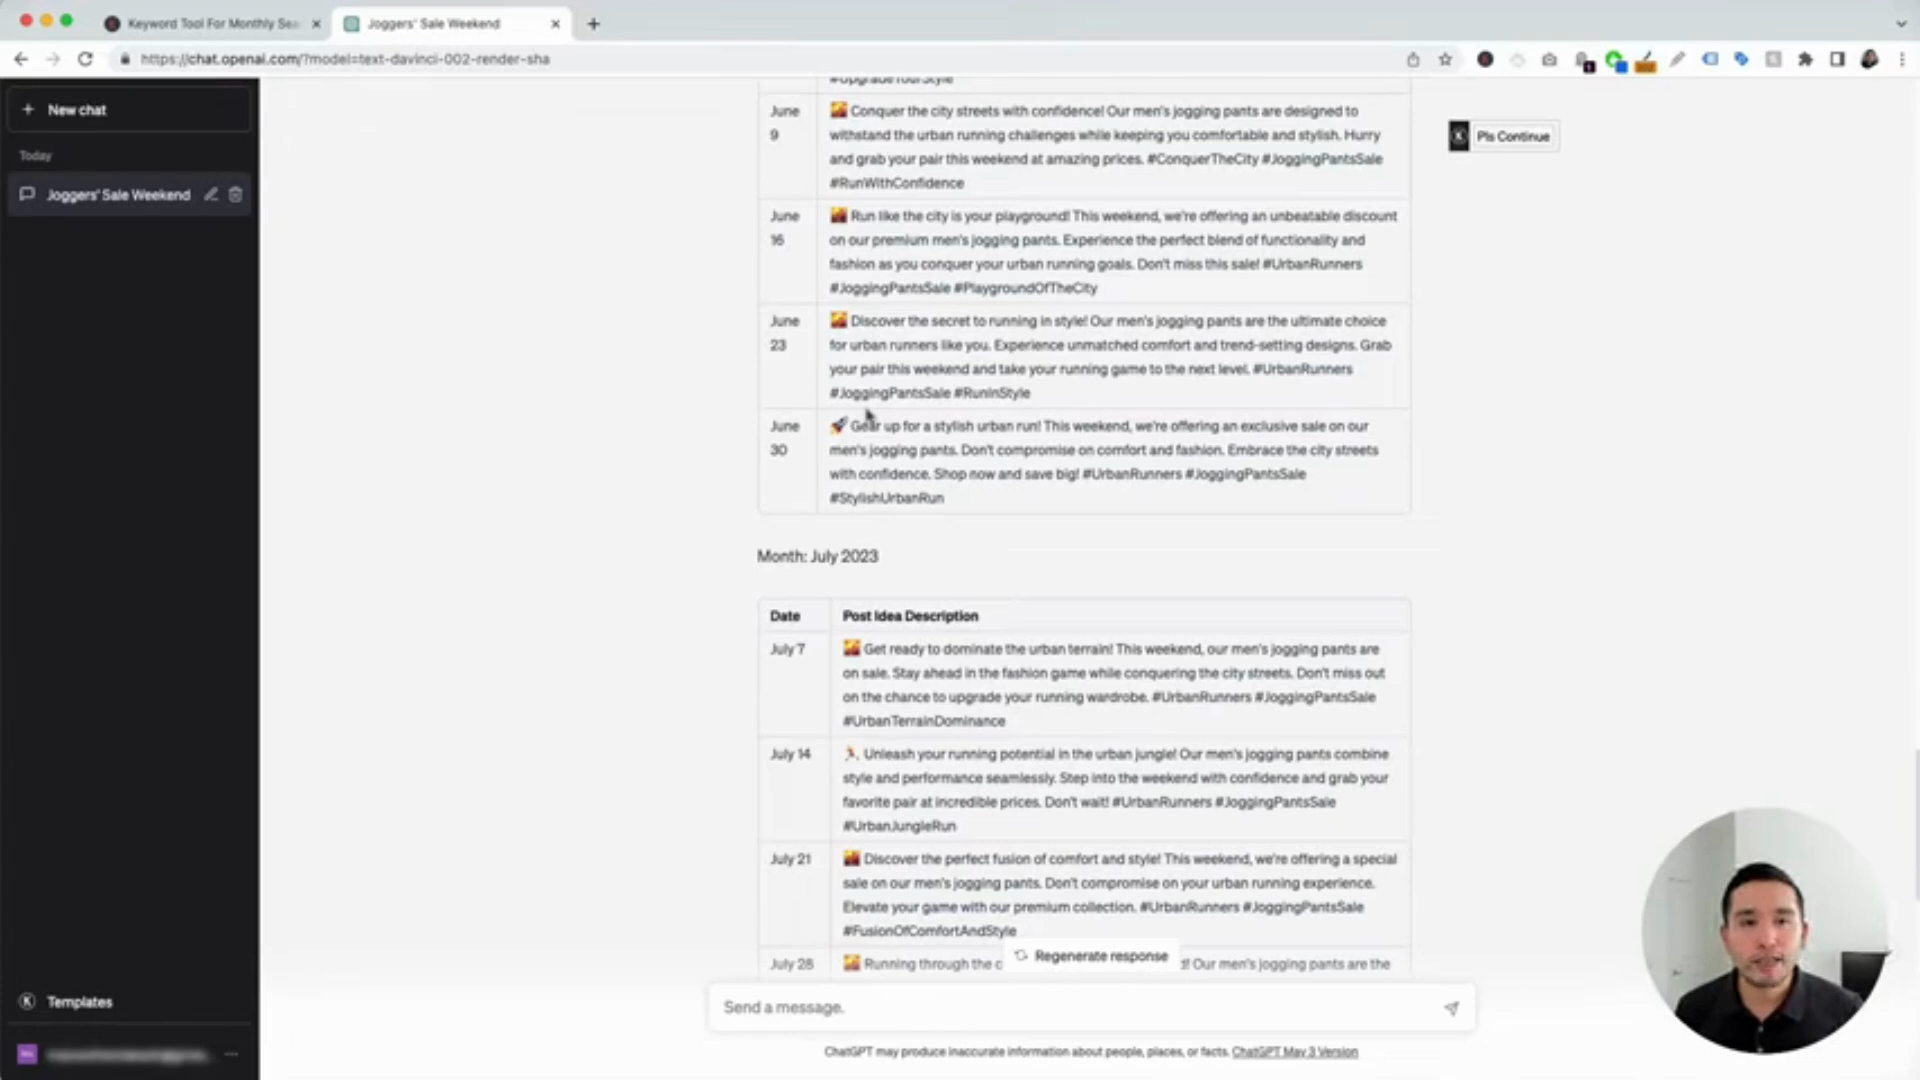 Keyword Tool For Monthly Sea
Joggers' Sale Weekend
https://chat.openai.com/?model=text-davinci-002-render-sha
New chat
Today
Joggers' Sale Weekend
Templates
#UpgradeYourStyle
June
9
Conquer the city streets with confidence! Our men's jogging pants are designed to
withstand the urban running challenges while keeping you comfortable and stylish. Hurry
and grab your pair this weekend at amazing prices. #ConquerTheCity #JoggingPantsSale
#RunWithConfidence
June
16
Run like the city is your playground! This weekend, we're offering an unbeatable discount
on our premium men's jogging pants. Experience the perfect blend of functionality and
fashion as you conquer your urban running goals. Don't miss this sale! #UrbanRunners
#JoggingPantsSale #PlaygroundOfTheCity
June
23
Discover the secret to running in style! Our men's jogging pants are the ultimate choice
for urban runners like you. Experience unmatched comfort and trend-setting designs. Grab
your pair this weekend and take your running game to the next level. #UrbanRunners
#JoggingPantsSale #RunInStyle
June
30
🚀 Gear up for a stylish urban run! This weekend, we're offering an exclusive sale on our
men's jogging pants. Don't compromise on comfort and fashion. Embrace the city streets
with confidence. Shop now and save big! #UrbanRunners #JoggingPantsSale
#StylishUrbanRun
Month: July 2023
Date Post Idea Description
July 7
Get ready to dominate the urban terrain! This weekend, our men's jogging pants are
on sale. Stay ahead in the fashion game while conquering the city streets. Don't miss out
on the chance to upgrade your running wardrobe. #UrbanRunners #JoggingPantsSale
#UrbanTerrainDominance
July 14
Unleash your running potential in the urban jungle! Our men's jogging pants combine
style and performance seamlessly. Step into the weekend with confidence and grab your
favorite pair at incredible prices. Don't wait! #UrbanRunners #JoggingPantsSale
#UrbanJungleRun
July 21
Discover the perfect fusion of comfort and style! This weekend, we're offering a special
sale on our men's jogging pants. Don't compromise on your urban running experience.
Elevate your game with our premium collection. #UrbanRunners #JoggingPantsSale
#FusionOfComfortAndStyle
July 28
Running through the c
! Our men's jogging pants are the
Regenerate response
Send a message.
ChatGPT may produce inaccurate information about people, places, or facts. ChatGPT May 3 Version
Pls Continue